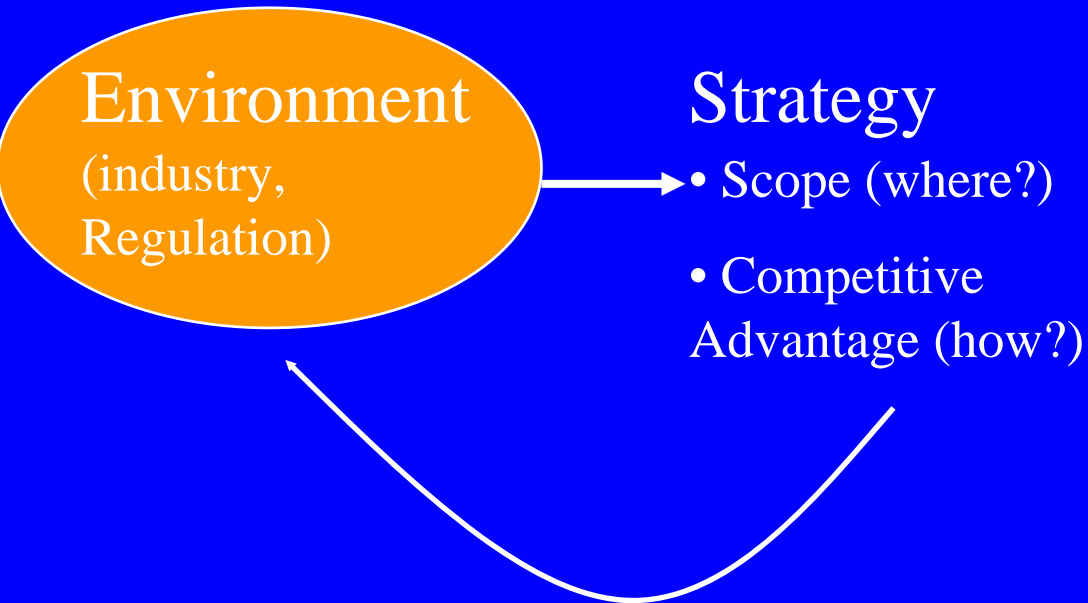 Environment
(industry,
Regulation)
Strategy
• Scope (where?)
• Competitive
Advantage (how?)